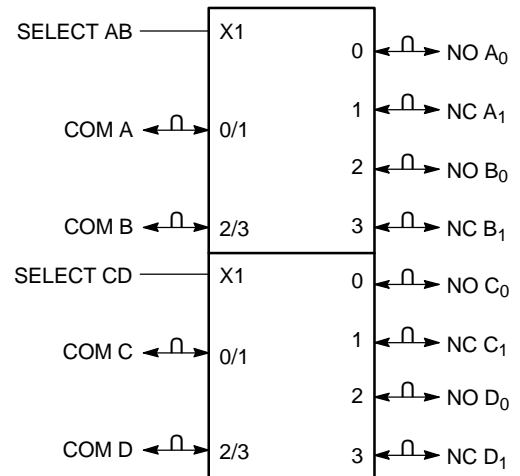 SELECT AB X1
0 NO A0
1 NC A1
COM A 0/1
2 NO B0
COM B 2/3 3 NC B1
SELECT CD X1 0 NO C0
1 NC C1
COM C 0/1
2 NO D0
COM D 2/3 3 NC D1